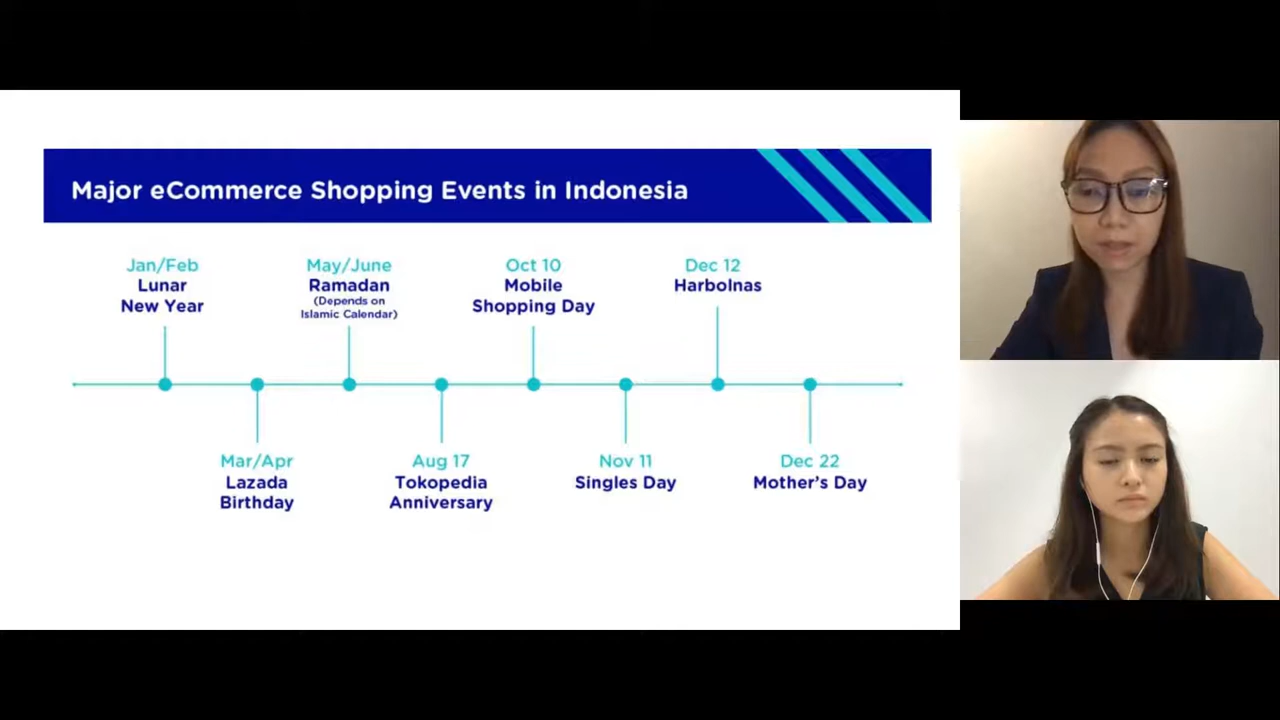 Major eCommerce Shopping Events in Indonesia
Jan/Feb
Lunar
New Year
May/June
Ramadan
(Depends on
Islamic Calendar)
Oct 10
Mobile
Shopping Day
Dec 12
Harbolnas
Mar/Apr
Lazada
Birthday
Aug 17
Tokopedia
Anniversary
Nov 11
Singles Day
Dec 22
Mother's Day